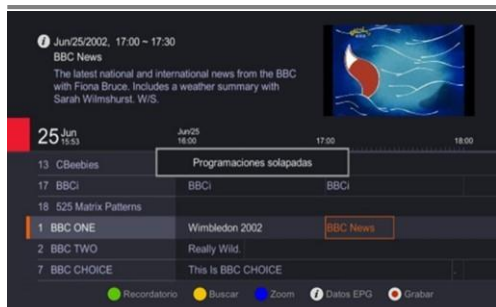 Jun/25/2002, 17:00 ~ 17:30
BBC News
The latest national and international news from the BBC
with Fiona Bruce. Includes a weather summary with
Sarah Wilmshurst. W/S.
25 Jun 15:53
Jun/25
16:00 17:00 18:00
13 CBeebies
Programaciones solapadas
17 BBCi BBCi BBCi
18 525 Matrix Patterns
1 BBC ONE Wimbledon 2002 BBC News
2 BBC TWO Really Wild.
7 BBC CHOICE This Is BBC CHOICE .
Recordatorio Buscar Zoom i Datos EPG Grabar